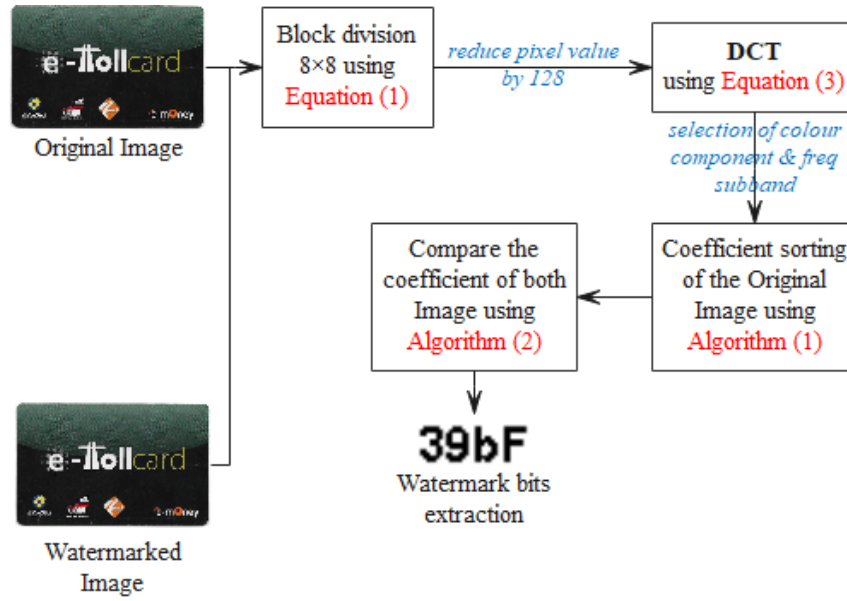 e-Tollcard
e-money
Original Image
Block division
8×8 using
Equation (1)
reduce pixel value
by 128
DCT
using Equation (3)
selection of colour
component & freq
subband
Compare the
coefficient of both
Image using
Algorithm (2)
Coefficient sorting
of the Original
Image using
Algorithm (1)
39bF
Watermark bits
extraction
e-Tollcard
e-money
Watermarked
Image